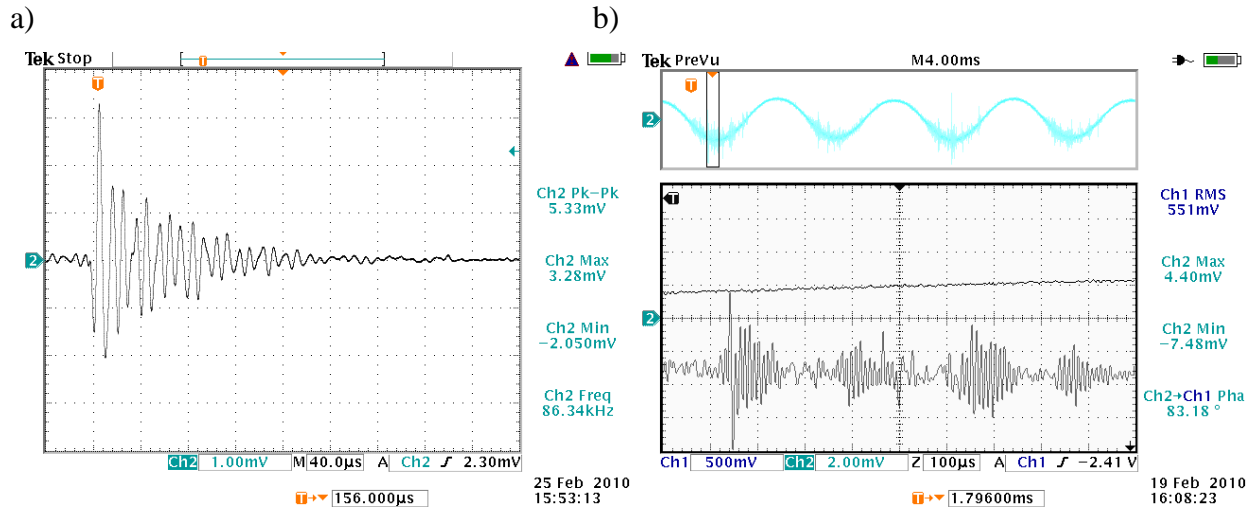 a)
Tek Stop
T
T
2
Ch2 Pk-Pk
5.33mV
Ch2 Max
3.28mV
Ch2 Min
-2.050mV
Ch2 Freq
86.34kHz
Ch2 1.00mV M 40.0µs A Ch2 ʃ 2.30mV
T→▼ 156.000µs
25 Feb 2010
15:53:13
b)
Tek PreVu M4.00ms
T
2
T
2
Ch1 RMS
551mV
Ch2 Max
4.40mV
Ch2 Min
-7.48mV
Ch2→Ch1 Pha
83.18 °
Ch1 500mV Ch2 2.00mV Z 100µs A Ch1 ʃ -2.41 V
T→▼ 1.79600ms
19 Feb 2010
16:08:23